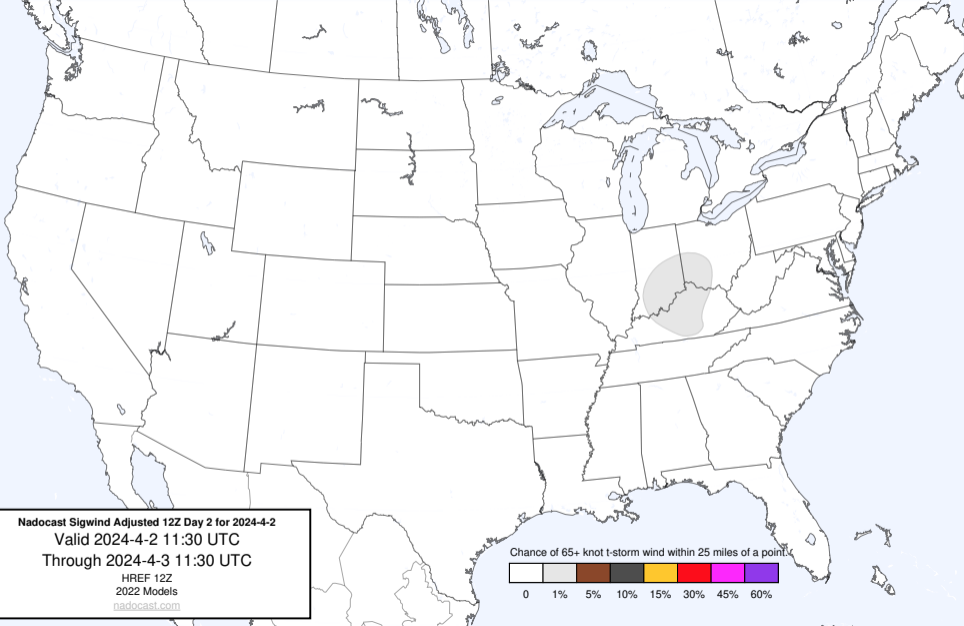 Nadocast Sigwind Adjusted 12Z Day 2 for 2024-4-2
Valid 2024-4-2 11:30 UTC
Through 2024-4-3 11:30 UTC
HREF 12Z
2022 Models
nadocast.com
Chance of 65+ knot t-storm wind within 25 miles of a point.
0 1% 5% 10% 15% 30% 45% 60%